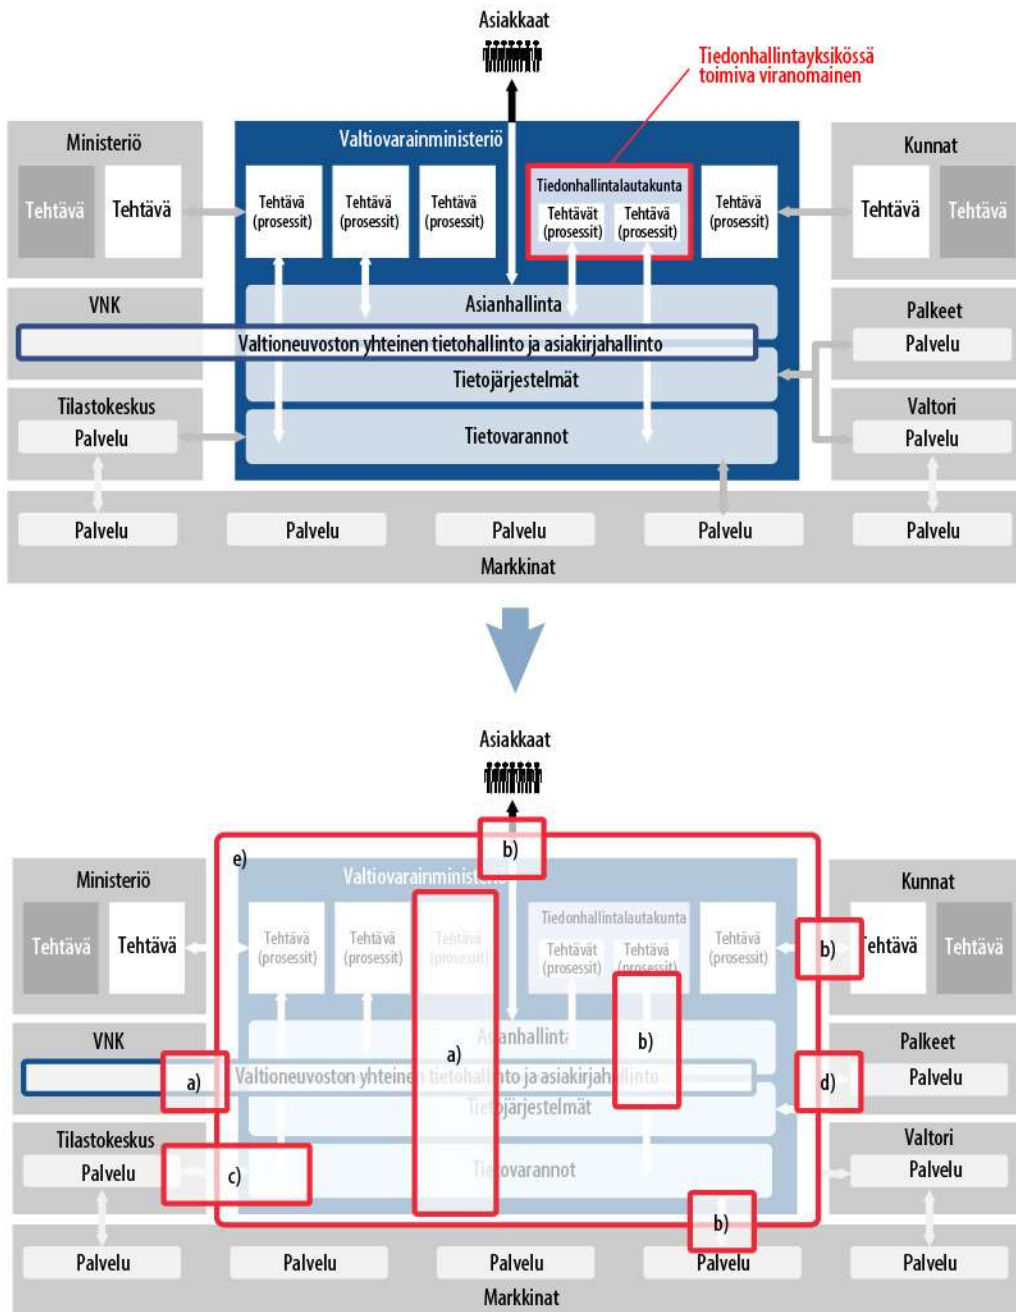 Asiakkaat
Tiedonhallintayksikössä
toimiva viranomainen
Ministeriö
Valtiovarainministeriö
Kunnat
Tehtävä
Tehtävä
Tehtävä
(prosessit)
Tehtävä
(prosessit)
Tehtävä
(prosessit)
Tiedonhallintalautakunta
Tehtävät
(prosessit)
Tehtävä
(prosessit)
Tehtävä
(prosessit)
Tehtävä
Tehtävä
VNK
Asianhallinta
Palkeet
Valtioneuvoston yhteinen tietohallinto ja asiakirjahallinto
Palvelu
Tietojärjestelmät
Tilastokeskus
Valtori
Palvelu
Tietovarannot
Palvelu
Palvelu
Palvelu
Palvelu
Palvelu
Palvelu
Markkinat
Asiakkaat
b)
e)
Ministeriö
Valtiovarainministeriö
Kunnat
Tehtävä
Tehtävä
Tehtävä
(prosessit)
Tehtävä
(prosessit)
Tehtävä
(prosessit)
Tiedonhallintalautakunta
Tehtävät
(prosessit)
Tehtävä
(prosessit)
Tehtävä
(prosessit)
b)
Tehtävä
Tehtävä
VNK
Asianhallinta
Palkeet
a)
b)
a)
Valtioneuvoston yhteinen tietohallinto ja asiakirjahallinto
d)
Palvelu
Tietojärjestelmät
Tilastokeskus
Valtori
Palvelu
c)
Tietovarannot
Palvelu
b)
Palvelu
Palvelu
Palvelu
Palvelu
Palvelu
Markkinat